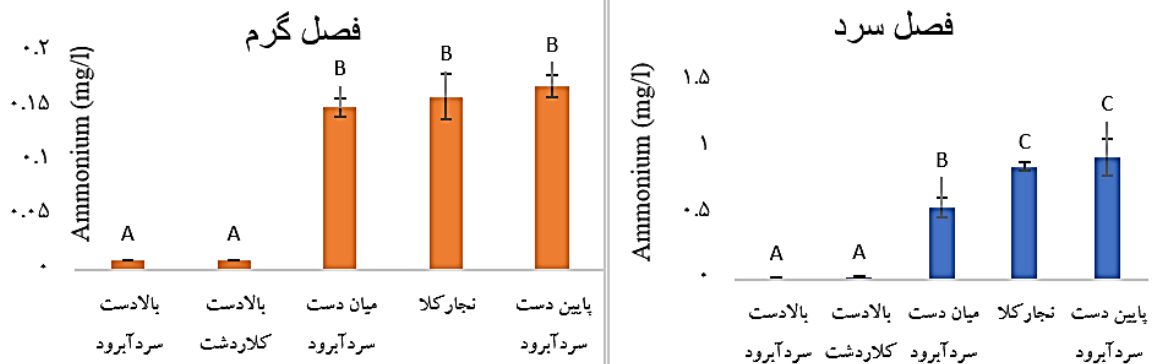 فصل گرم
Ammonium (mg/l)
۰.۲
۰.۱۵
۰.۱
۰.۰۵
۰
A
A
B
B
B
بالادست
سردآبرود
بالادست
کلاردشت
میان دست
سردآبرود
نجارکلا
پایین دست
سردآبرود
فصل سرد
Ammonium (mg/l)
۱.۵
۱
۰.۵
۰
A
A
B
C
C
بالادست
سردآبرود
بالادست
کلاردشت
میان دست
سردآبرود
نجارکلا
پایین دست
سردآبرود